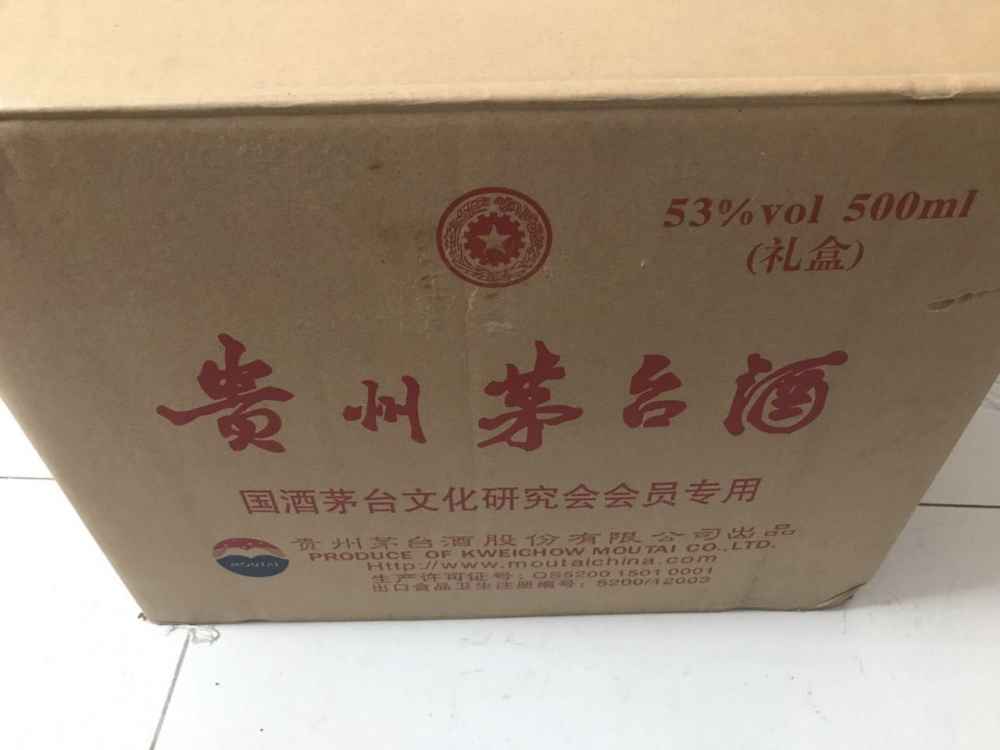 53%vol 500ml
(礼盒)
贵州茅台酒
国酒茅台文化研究会会员专用
贵州茅台酒股份有限公司出品
PRODUCE OF KWEICHOW MOUTAI CO.,LTD.
Http://www.moutaichina.com
生产许可证号：QS5200 1501 0001
出口食品卫生注册编号：5200/12003
MOUTAI